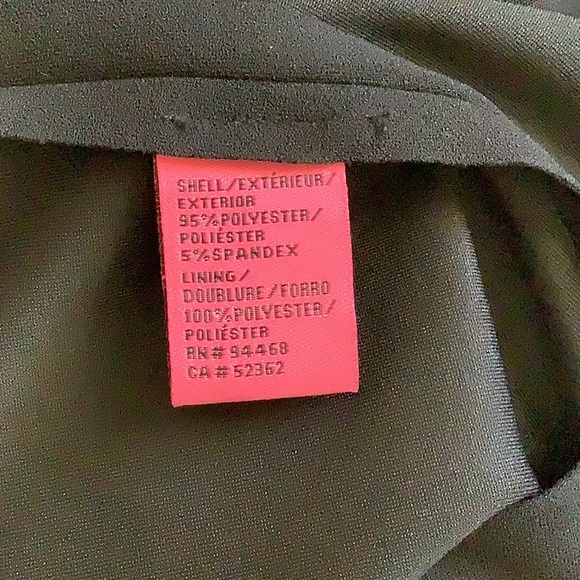 SHELL/EXTÉRIEUR/
EXTERIOR
95%POLYESTER/
POLIÉSTER
5%SPANDEX
LINING/
DOUBLURE/FORRO
100%POLYESTER/
POLIÉSTER
RN# 94468
CA# 52362